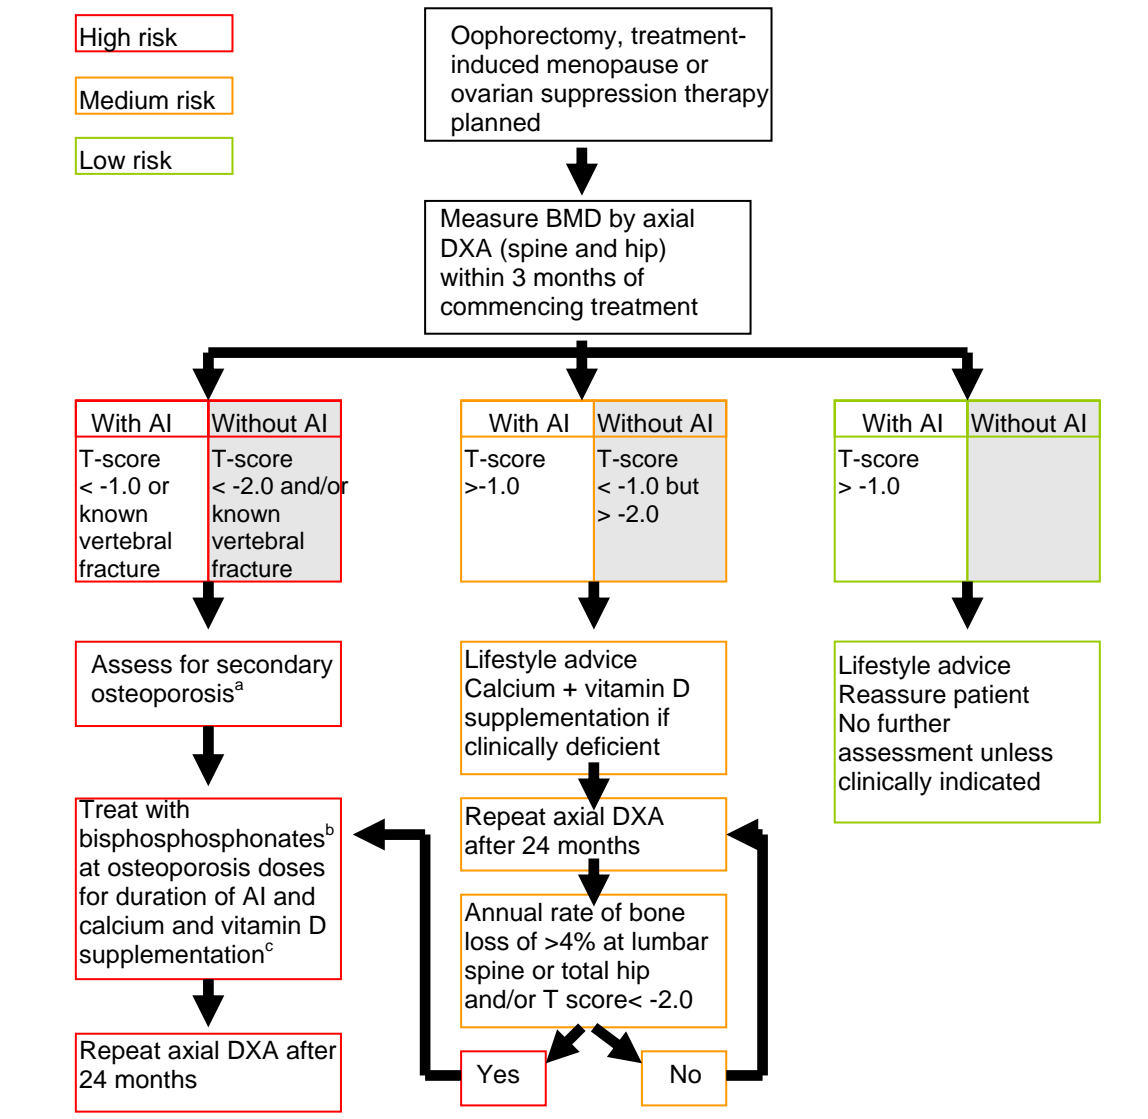 High risk
Medium risk
Low risk
Oophorectomy, treatment-
induced menopause or
ovarian suppression therapy
planned
Measure BMD by axial
DXA (spine and hip)
within 3 months of
commencing treatment
With AI
Without AI
T-score
< -1.0 or
known
vertebral
fracture
T-score
< -2.0 and/or
known
vertebral
fracture
With AI
Without AI
T-score
>-1.0
T-score
< -1.0 but
> -2.0
With AI
Without AI
T-score
> -1.0
Assess for secondary
osteoporosisᵃ
Treat with
bisphosphosphonatesᵇ
at osteoporosis doses
for duration of AI and
calcium and vitamin D
supplementationᶜ
Repeat axial DXA after
24 months
Lifestyle advice
Calcium + vitamin D
supplementation if
clinically deficient
Repeat axial DXA
after 24 months
Annual rate of bone
loss of >4% at lumbar
spine or total hip
and/or T score< -2.0
Yes
No
Lifestyle advice
Reassure patient
No further
assessment unless
clinically indicated